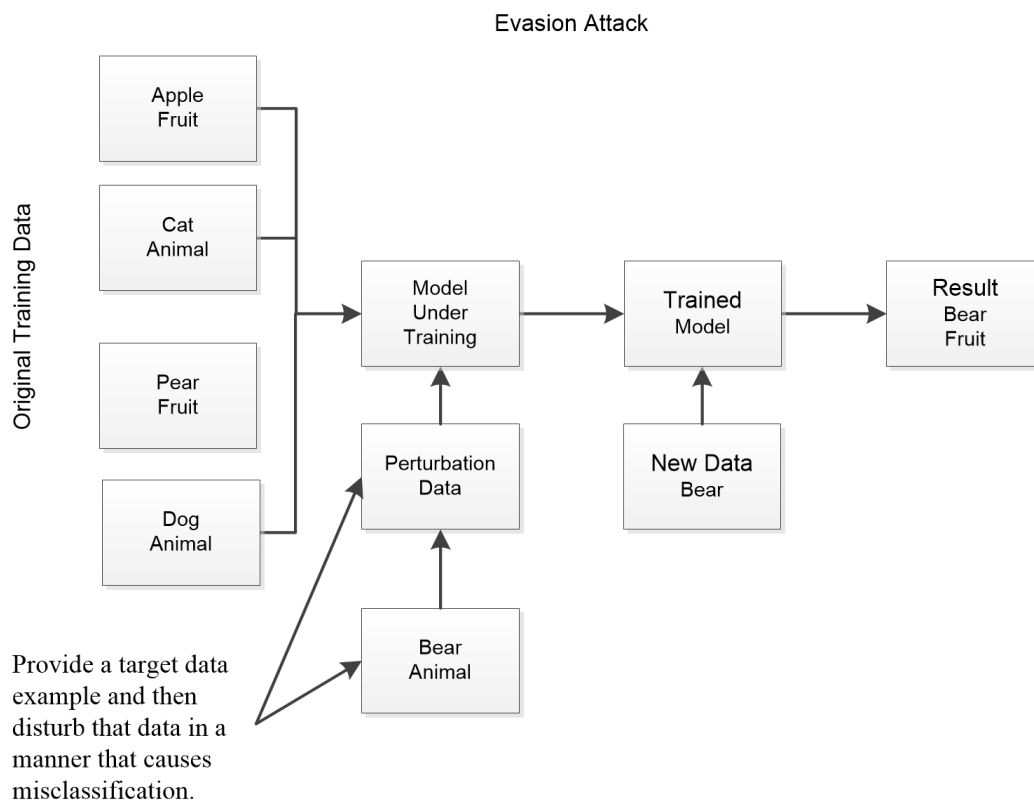 Evasion Attack
Original Training Data
Apple
Fruit
Cat
Animal
Pear
Fruit
Dog
Animal
Model
Under
Training
Trained
Model
Result
Bear
Fruit
Perturbation
Data
New Data
Bear
Bear
Animal
Provide a target data
example and then
disturb that data in a
manner that causes
misclassification.